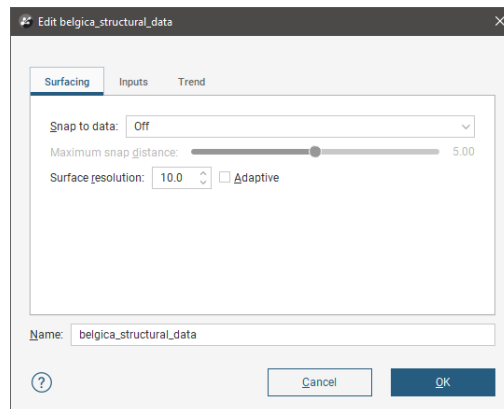 Edit belgica_structural_data
Surfacing Inputs Trend
Snap to data: Off
Maximum snap distance: 5.00
Surface resolution: 10.0 Adaptive
Name: belgica_structural_data
? Cancel OK